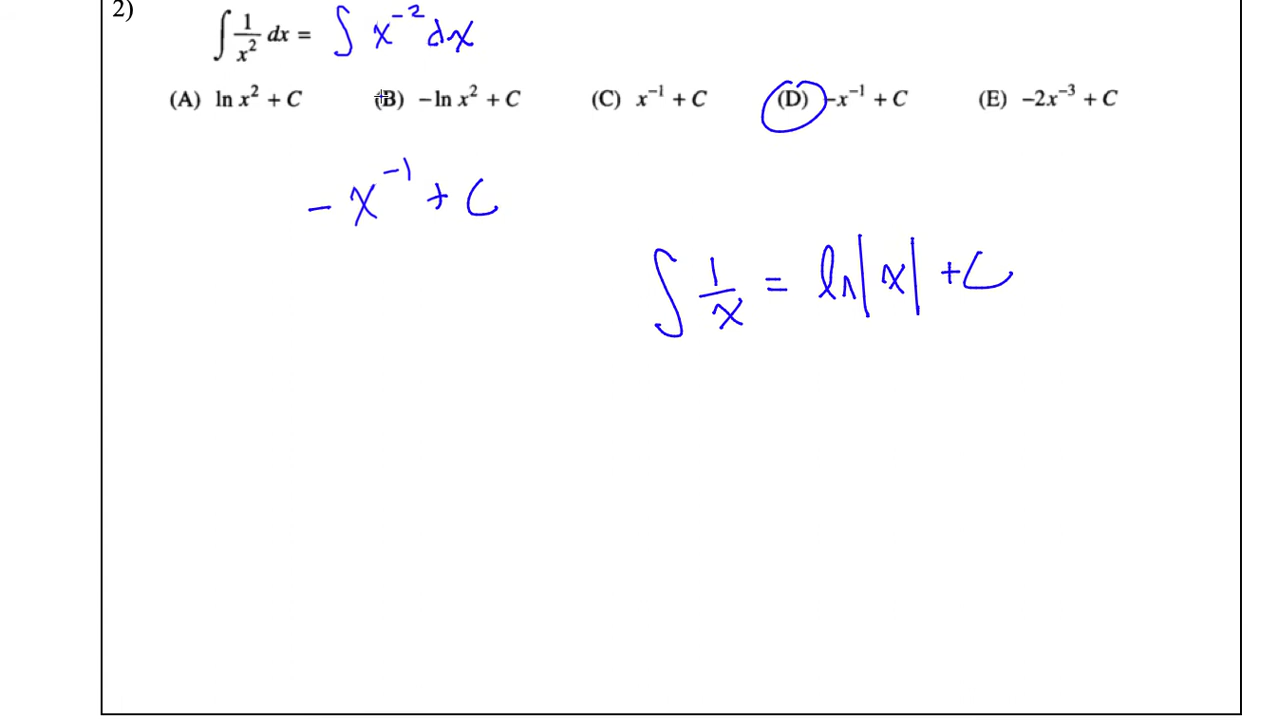 2)
∫ 1/x² dx = ∫ x⁻² dx
(A) ln x² + C (B) −ln x² + C (C) x⁻¹ + C (D) −x⁻¹ + C (E) −2x⁻³ + C
− x⁻¹ + C
∫ 1/x = ln|x| + C